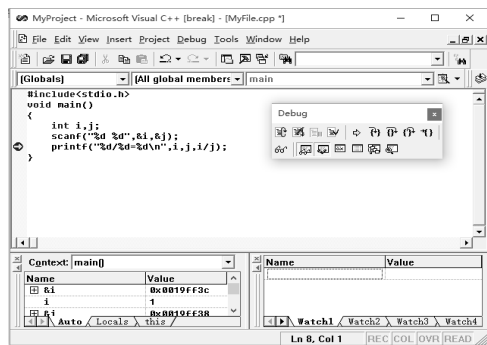 MyProject - Microsoft Visual C++ [break] - [MyFile.cpp *]
File Edit View Insert Project Debug Tools Window Help
[Globals] [All global members main
#include<stdio.h>
void main()
{
int i,j;
scanf("%d %d",&i,&j);
printf("%d/%d=%d\n",i,j,i/j);
}
Debug
Context: main()
Name Value
&i 0x0019ff3c
i 1
&j 0x0019ff38
Auto Locals this
Name Value
Watch1 Watch2 Watch3 Watch4
Ln 8, Col 1 REC COL OVR READ